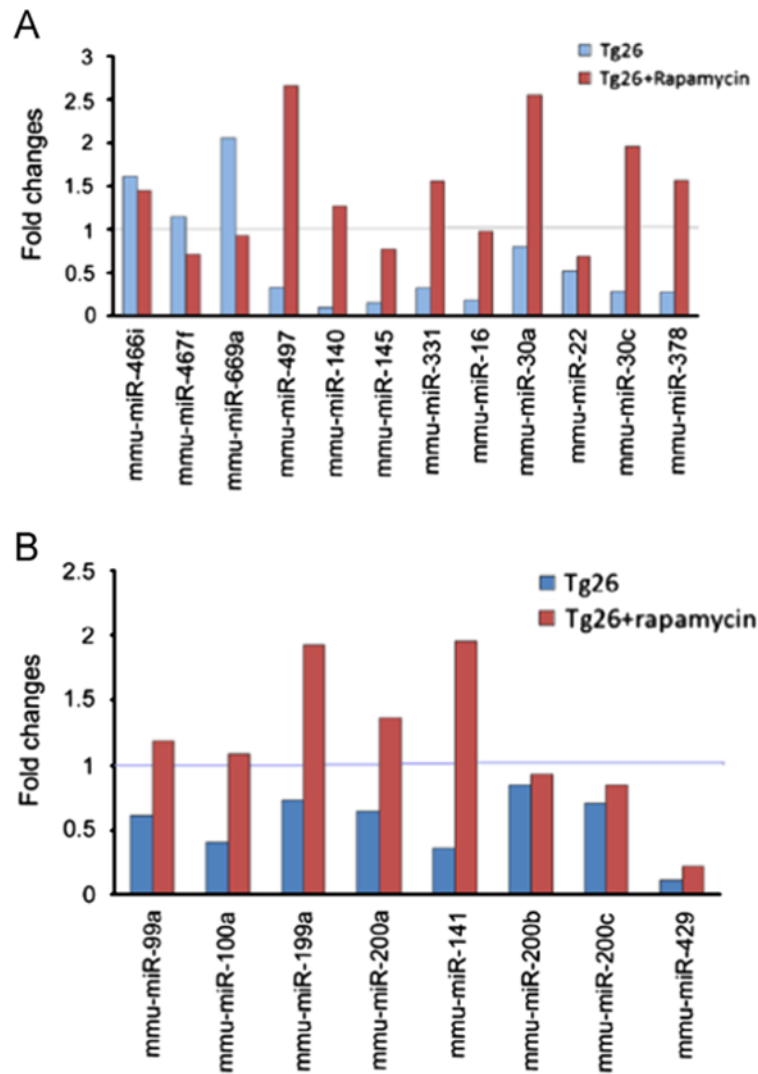 A
Fold changes
3
2.5
2
1.5
1
0.5
0
Tg26
Tg26+Rapamycin
mmu-miR-466i
mmu-miR-467f
mmu-miR-669a
mmu-miR-497
mmu-miR-140
mmu-miR-145
mmu-miR-331
mmu-miR-16
mmu-miR-30a
mmu-miR-22
mmu-miR-30c
mmu-miR-378
B
Fold changes
2.5
2
1.5
1
0.5
0
Tg26
Tg26+rapamycin
mmu-miR-99a
mmu-miR-100a
mmu-miR-199a
mmu-miR-200a
mmu-miR-141
mmu-miR-200b
mmu-miR-200c
mmu-miR-429